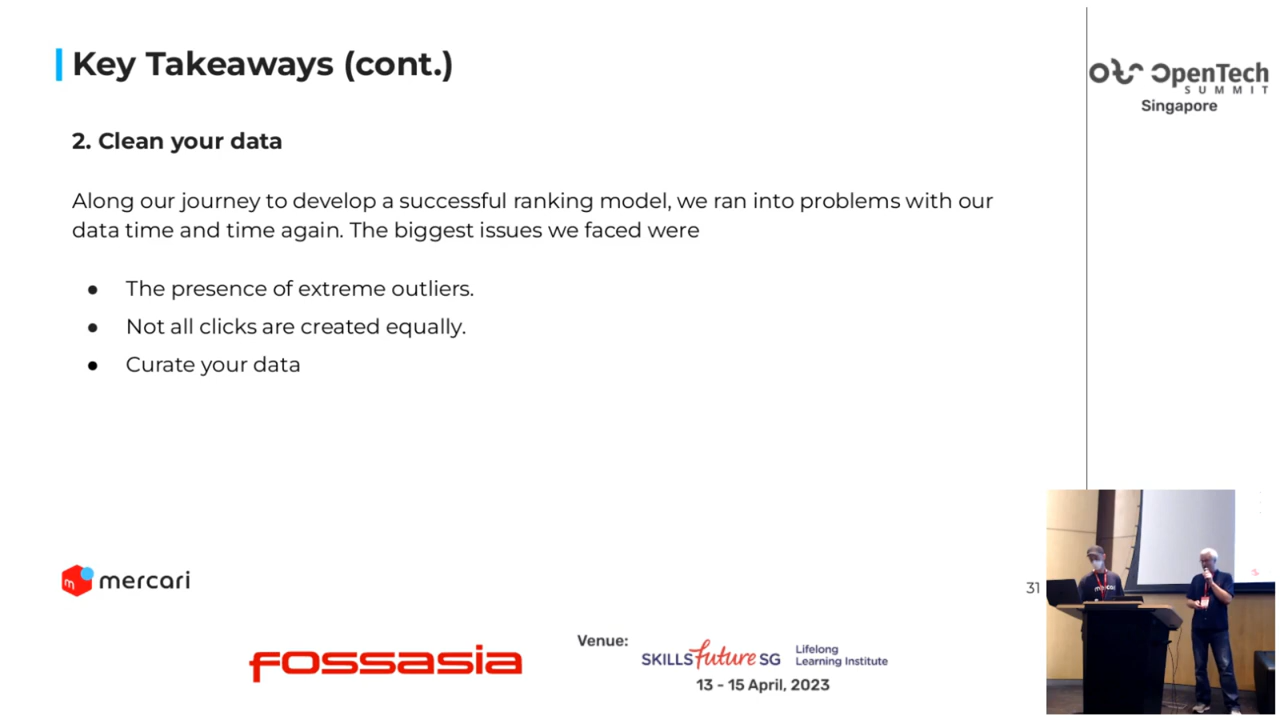 Key Takeaways (cont.)
2. Clean your data
Along our journey to develop a successful ranking model, we ran into problems with our
data time and time again. The biggest issues we faced were
● The presence of extreme outliers.
● Not all clicks are created equally.
● Curate your data
OpenTech
SUMMIT
Singapore
mercari
31
fossasia
Venue:
SKILLS future SG
Lifelong
Learning Institute
13 - 15 April, 2023